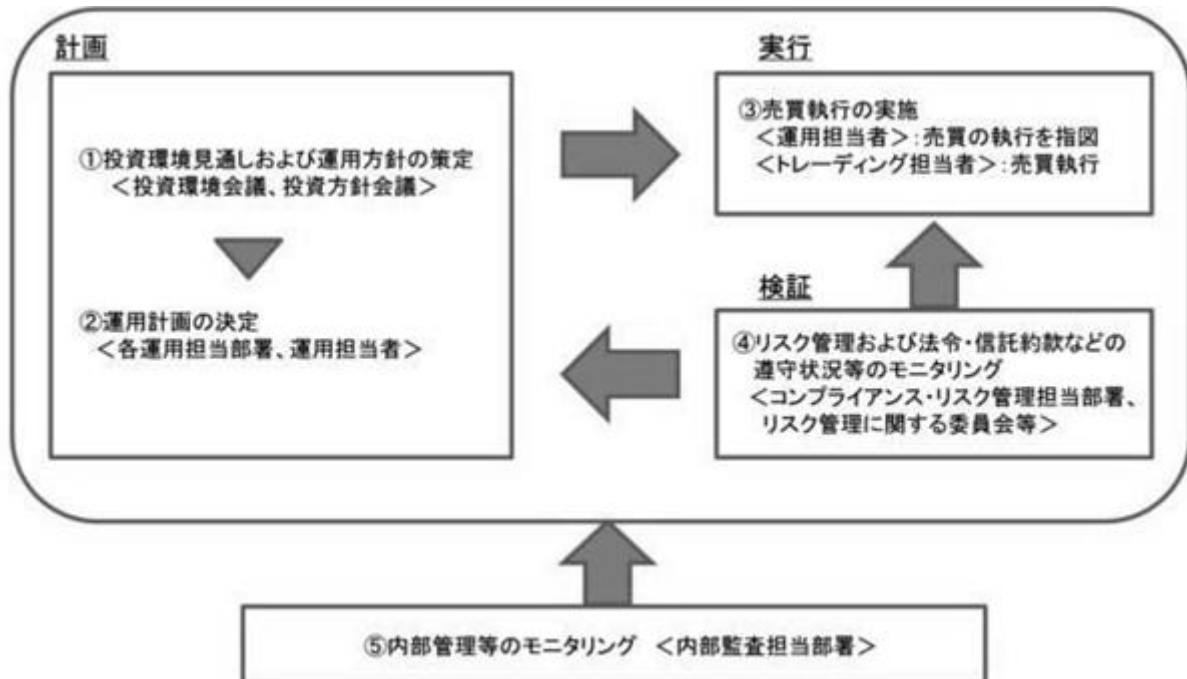 計画
①投資環境見通しおよび運用方針の策定
＜投資環境会議、投資方針会議＞
②運用計画の決定
＜各運用担当部署、運用担当者＞
実行
③売買執行の実施
＜運用担当者＞：売買の執行を指図
＜トレーディング担当者＞：売買執行
検証
④リスク管理および法令・信託約款などの
遵守状況等のモニタリング
＜コンプライアンス・リスク管理担当部署、
リスク管理に関する委員会等＞
⑤内部管理等のモニタリング　＜内部監査担当部署＞